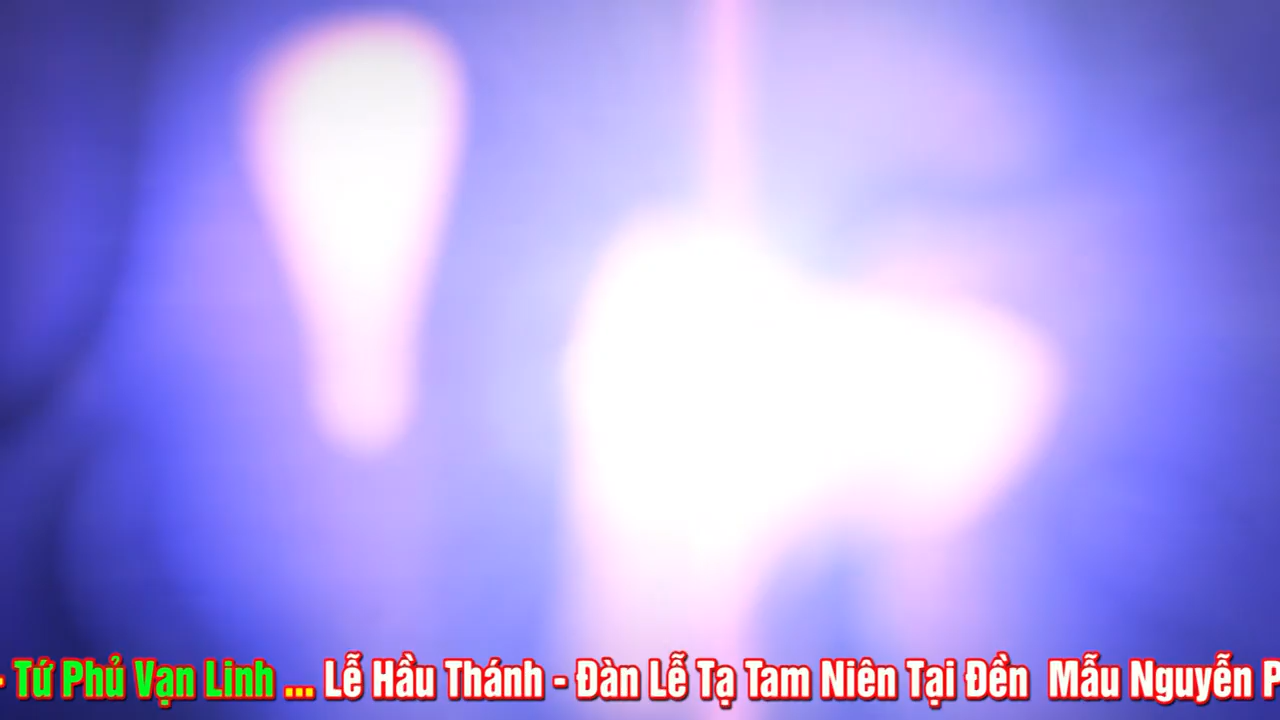 - Tứ Phủ Vạn Linh ... Lễ Hầu Thánh - Đàn Lễ Tạ Tam Niên Tại Đền Mẫu Nguyễn